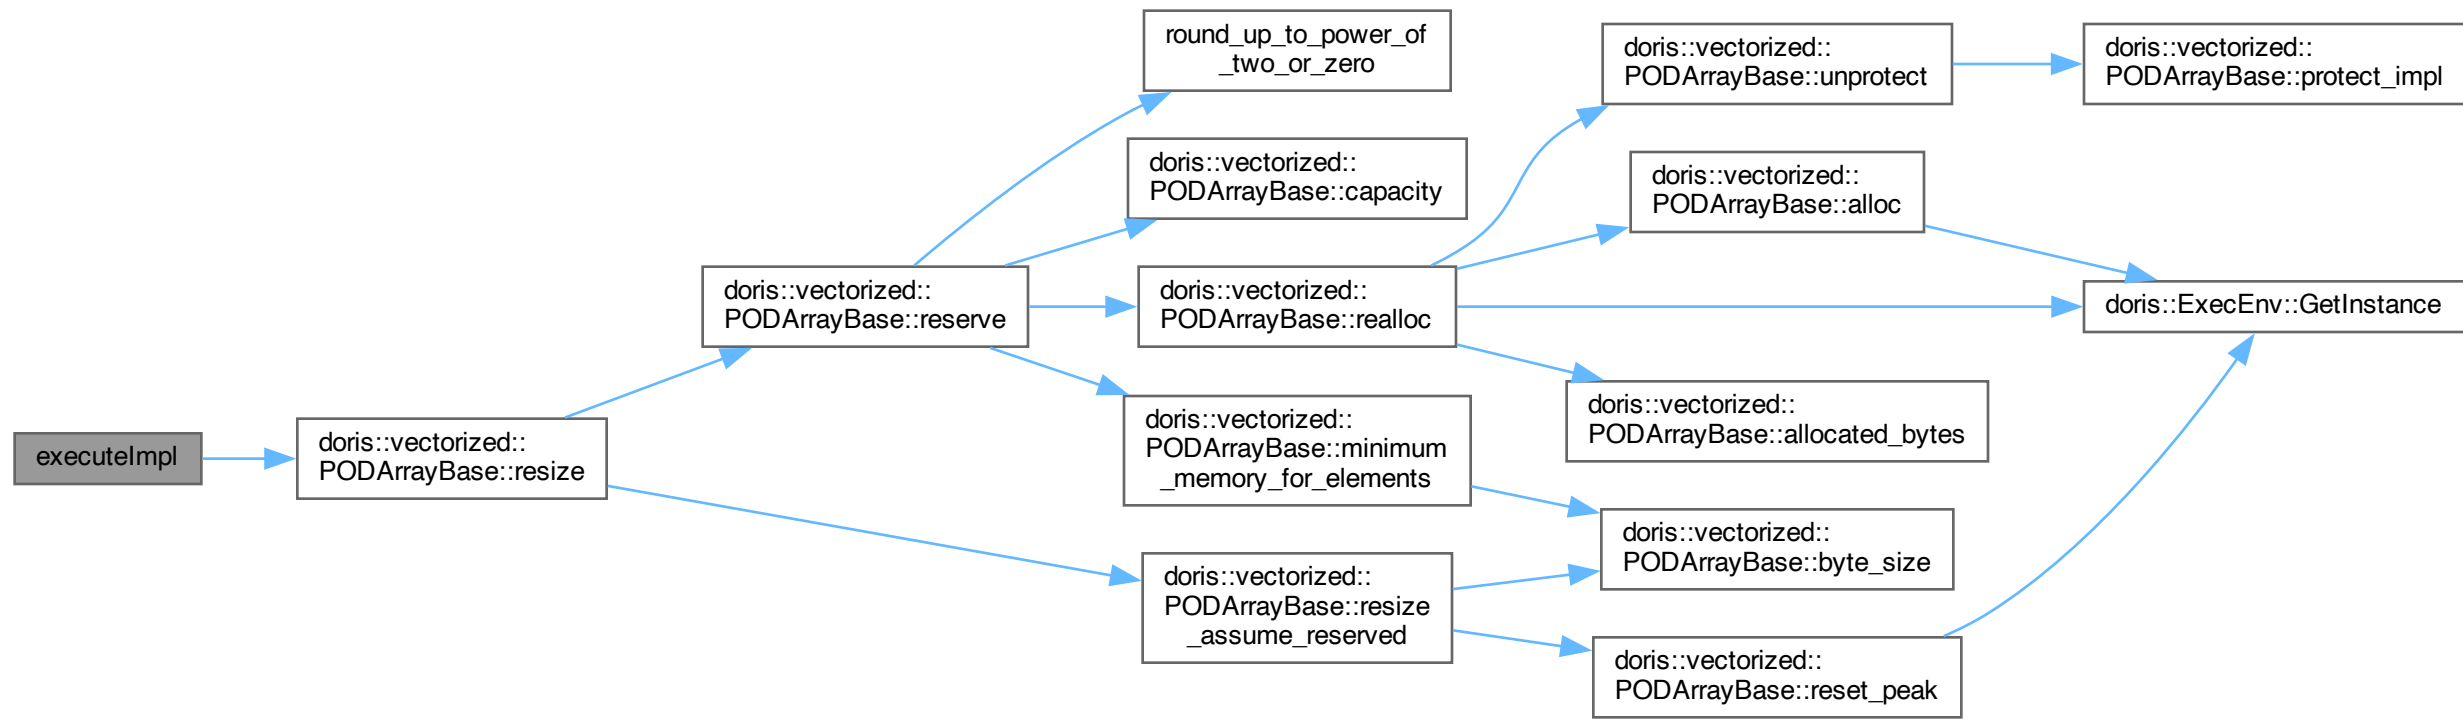 executeImpl
doris::vectorized::
PODArrayBase::resize
doris::vectorized::
PODArrayBase::reserve
round_up_to_power_of
_two_or_zero
doris::vectorized::
PODArrayBase::capacity
doris::vectorized::
PODArrayBase::realloc
doris::vectorized::
PODArrayBase::minimum
_memory_for_elements
doris::vectorized::
PODArrayBase::resize
_assume_reserved
doris::vectorized::
PODArrayBase::unprotect
doris::vectorized::
PODArrayBase::alloc
doris::vectorized::
PODArrayBase::allocated_bytes
doris::vectorized::
PODArrayBase::byte_size
doris::vectorized::
PODArrayBase::reset_peak
doris::vectorized::
PODArrayBase::protect_impl
doris::ExecEnv::GetInstance